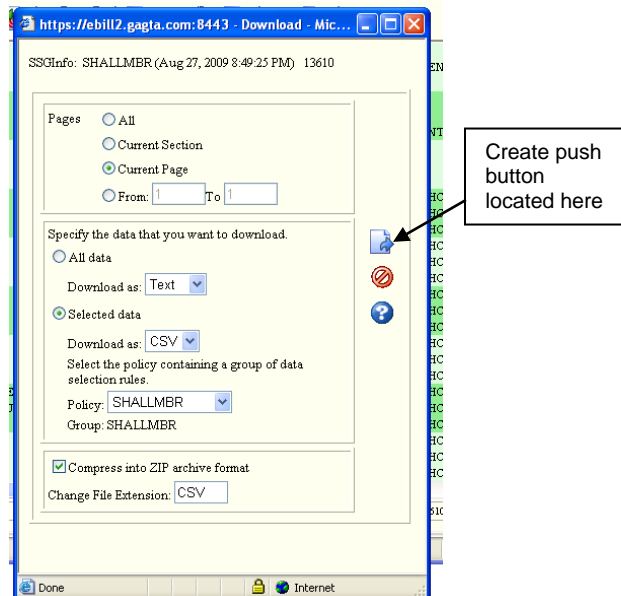 https://ebill2.gagta.com:8443 - Download - Mic...
SSGInfo: SHALLMBR (Aug 27, 2009 8:49:25 PM) 13610
Pages All
Current Section
Current Page
From: 1 To 1
Specify the data that you want to download.
All data
Download as: Text
Selected data
Download as: CSV
Select the policy containing a group of data
selection rules.
Policy: SHALLMBR
Group: SHALLMBR
Compress into ZIP archive format
Change File Extension: CSV
Done Internet
Create push
button
located here